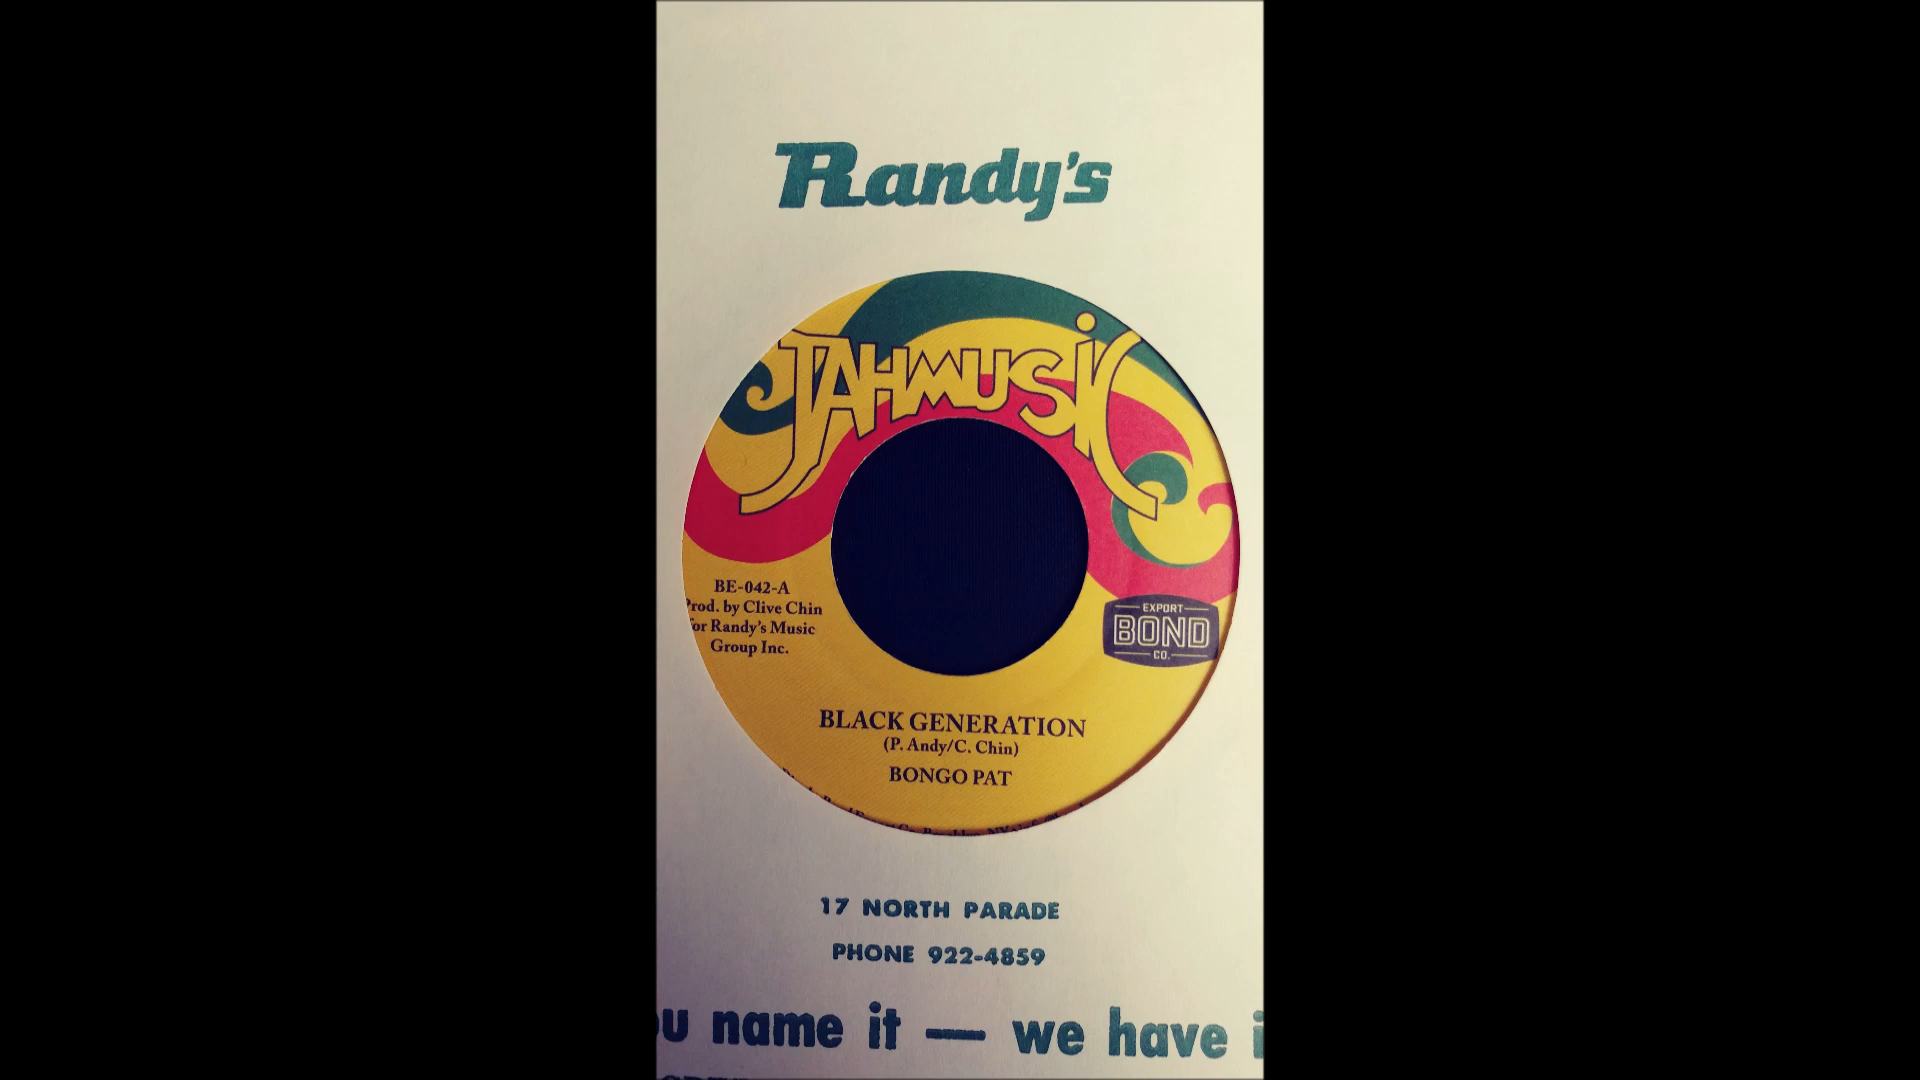 Randy's
JAHMUSIC
BE-042-A
Prod. by Clive Chin
for Randy's Music
Group Inc.
EXPORT
BOND
CO.
BLACK GENERATION
(P. Andy/C. Chin)
BONGO PAT
17 NORTH PARADE
PHONE 922-4859
name it — we have